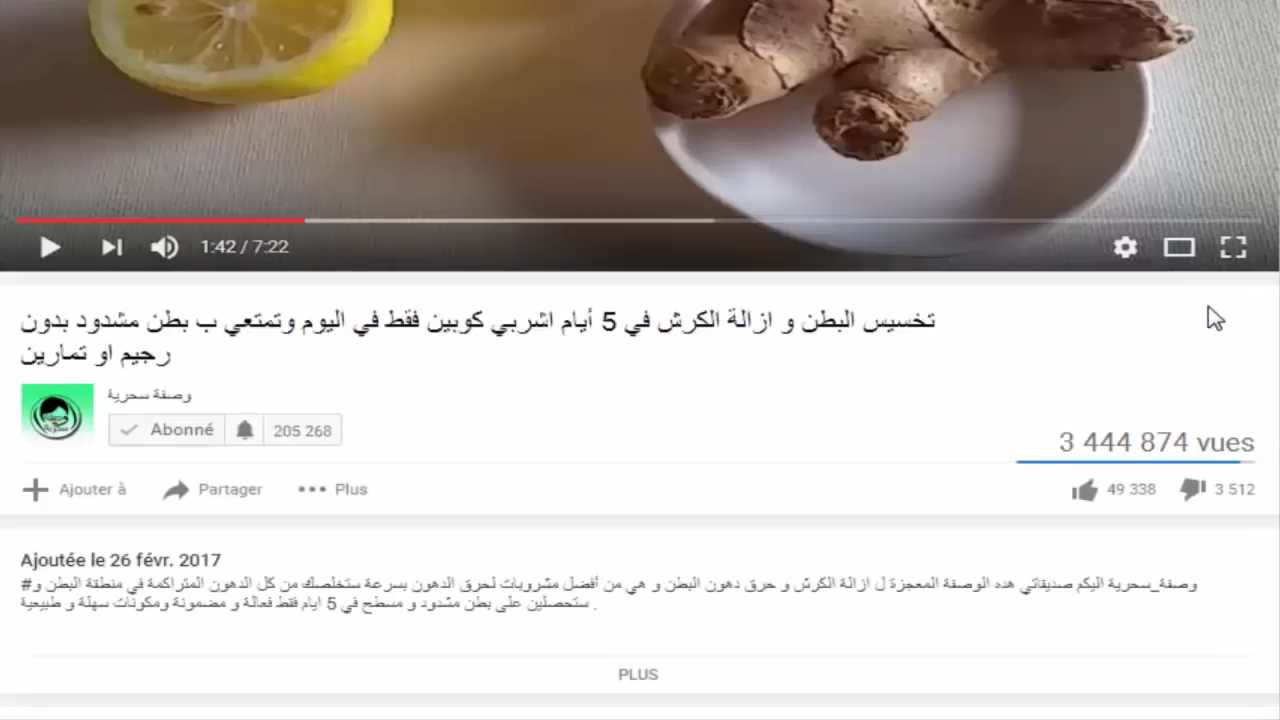 1:42 / 7:22
تخسيس البطن و ازالة الكرش في 5 أيام اشربي كوبين فقط في اليوم وتمتعي ب بطن مشدود بدون
رجيم او تمارين
وصفة سحرية
Abonné 205 268
3 444 874 vues
Ajouter à Partager Plus 49 338 3 512
Ajoutée le 26 févr. 2017
#وصفة_سحرية اليكم صديقاتي هده الوصفة المعجزة ل ازالة الكرش و حرق دهون البطن و هي من أفضل مشروبات لحرق الدهون بسرعة ستخلصك من كل الدهون المتراكمة في منطقة البطن و
ستحصلين على بطن مشدود و مسطح في 5 ايام فقط فعالة و مضمونة ومكونات سهلة و طبيعية .
PLUS